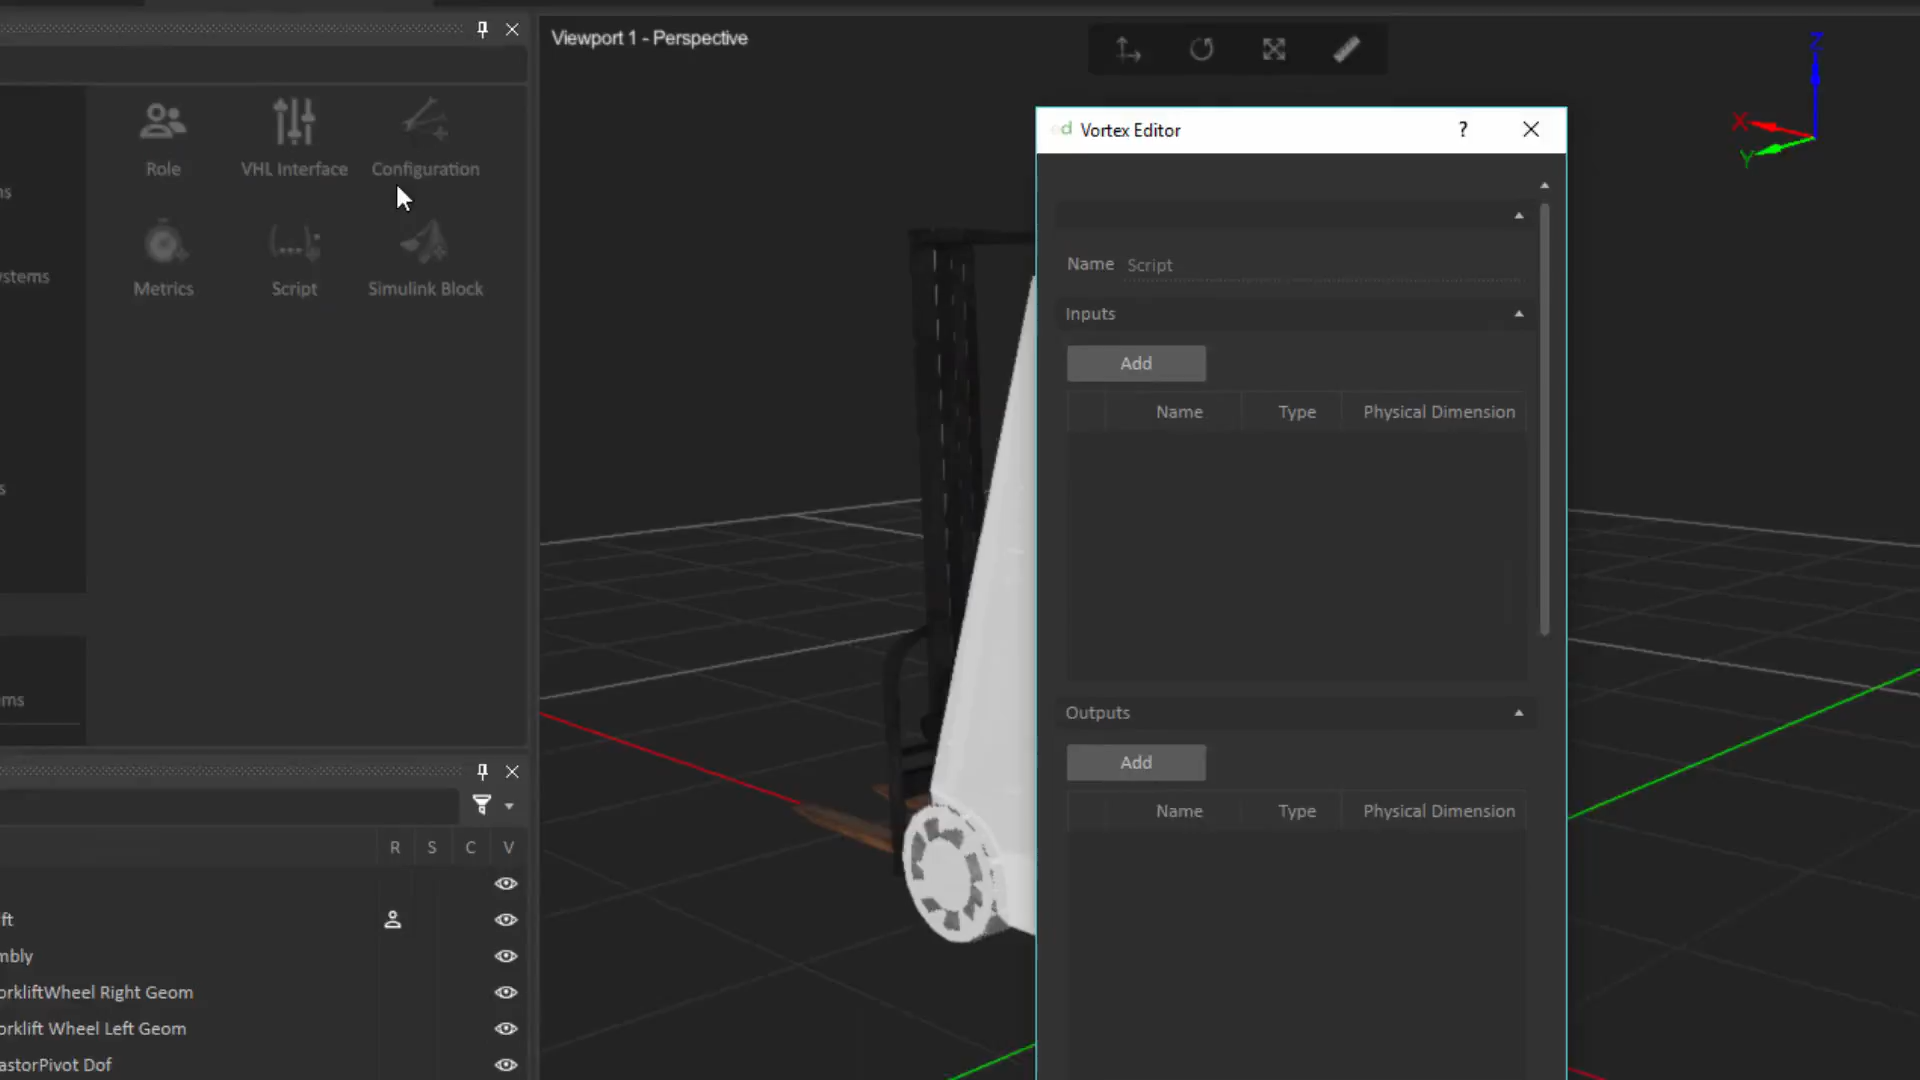 Viewport 1 - Perspective
Z
X
Y
Role
VHL Interface
Configuration
Metrics
Script
Simulink Block
ns
ystems
s
ms
R S C V
ft
mbly
orkliftWheel Right Geom
orklift Wheel Left Geom
astorPivot Dof
Vortex Editor
?
Name Script
Inputs
Add
Name Type Physical Dimension
Outputs
Add
Name Type Physical Dimension